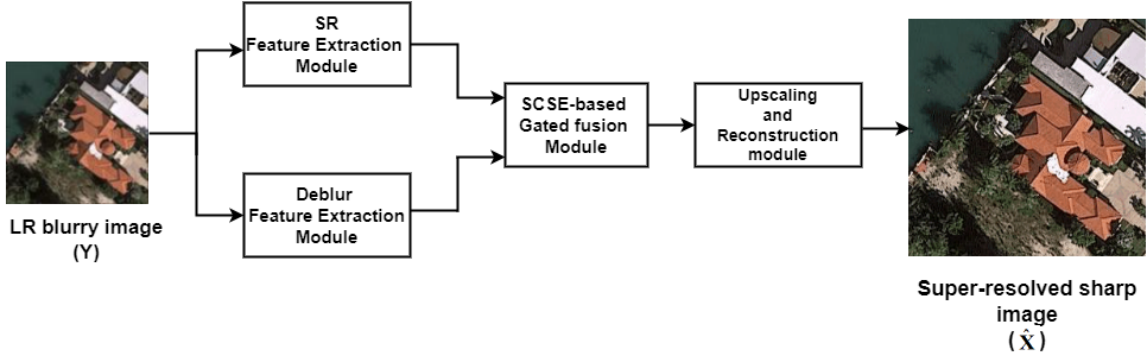 SR
Feature Extraction
Module
LR blurry image
(Y)
Deblur
Feature Extraction
Module
SCSE-based
Gated fusion
Module
Upscaling
and
Reconstruction
module
Super-resolved sharp
image
( X̂ )